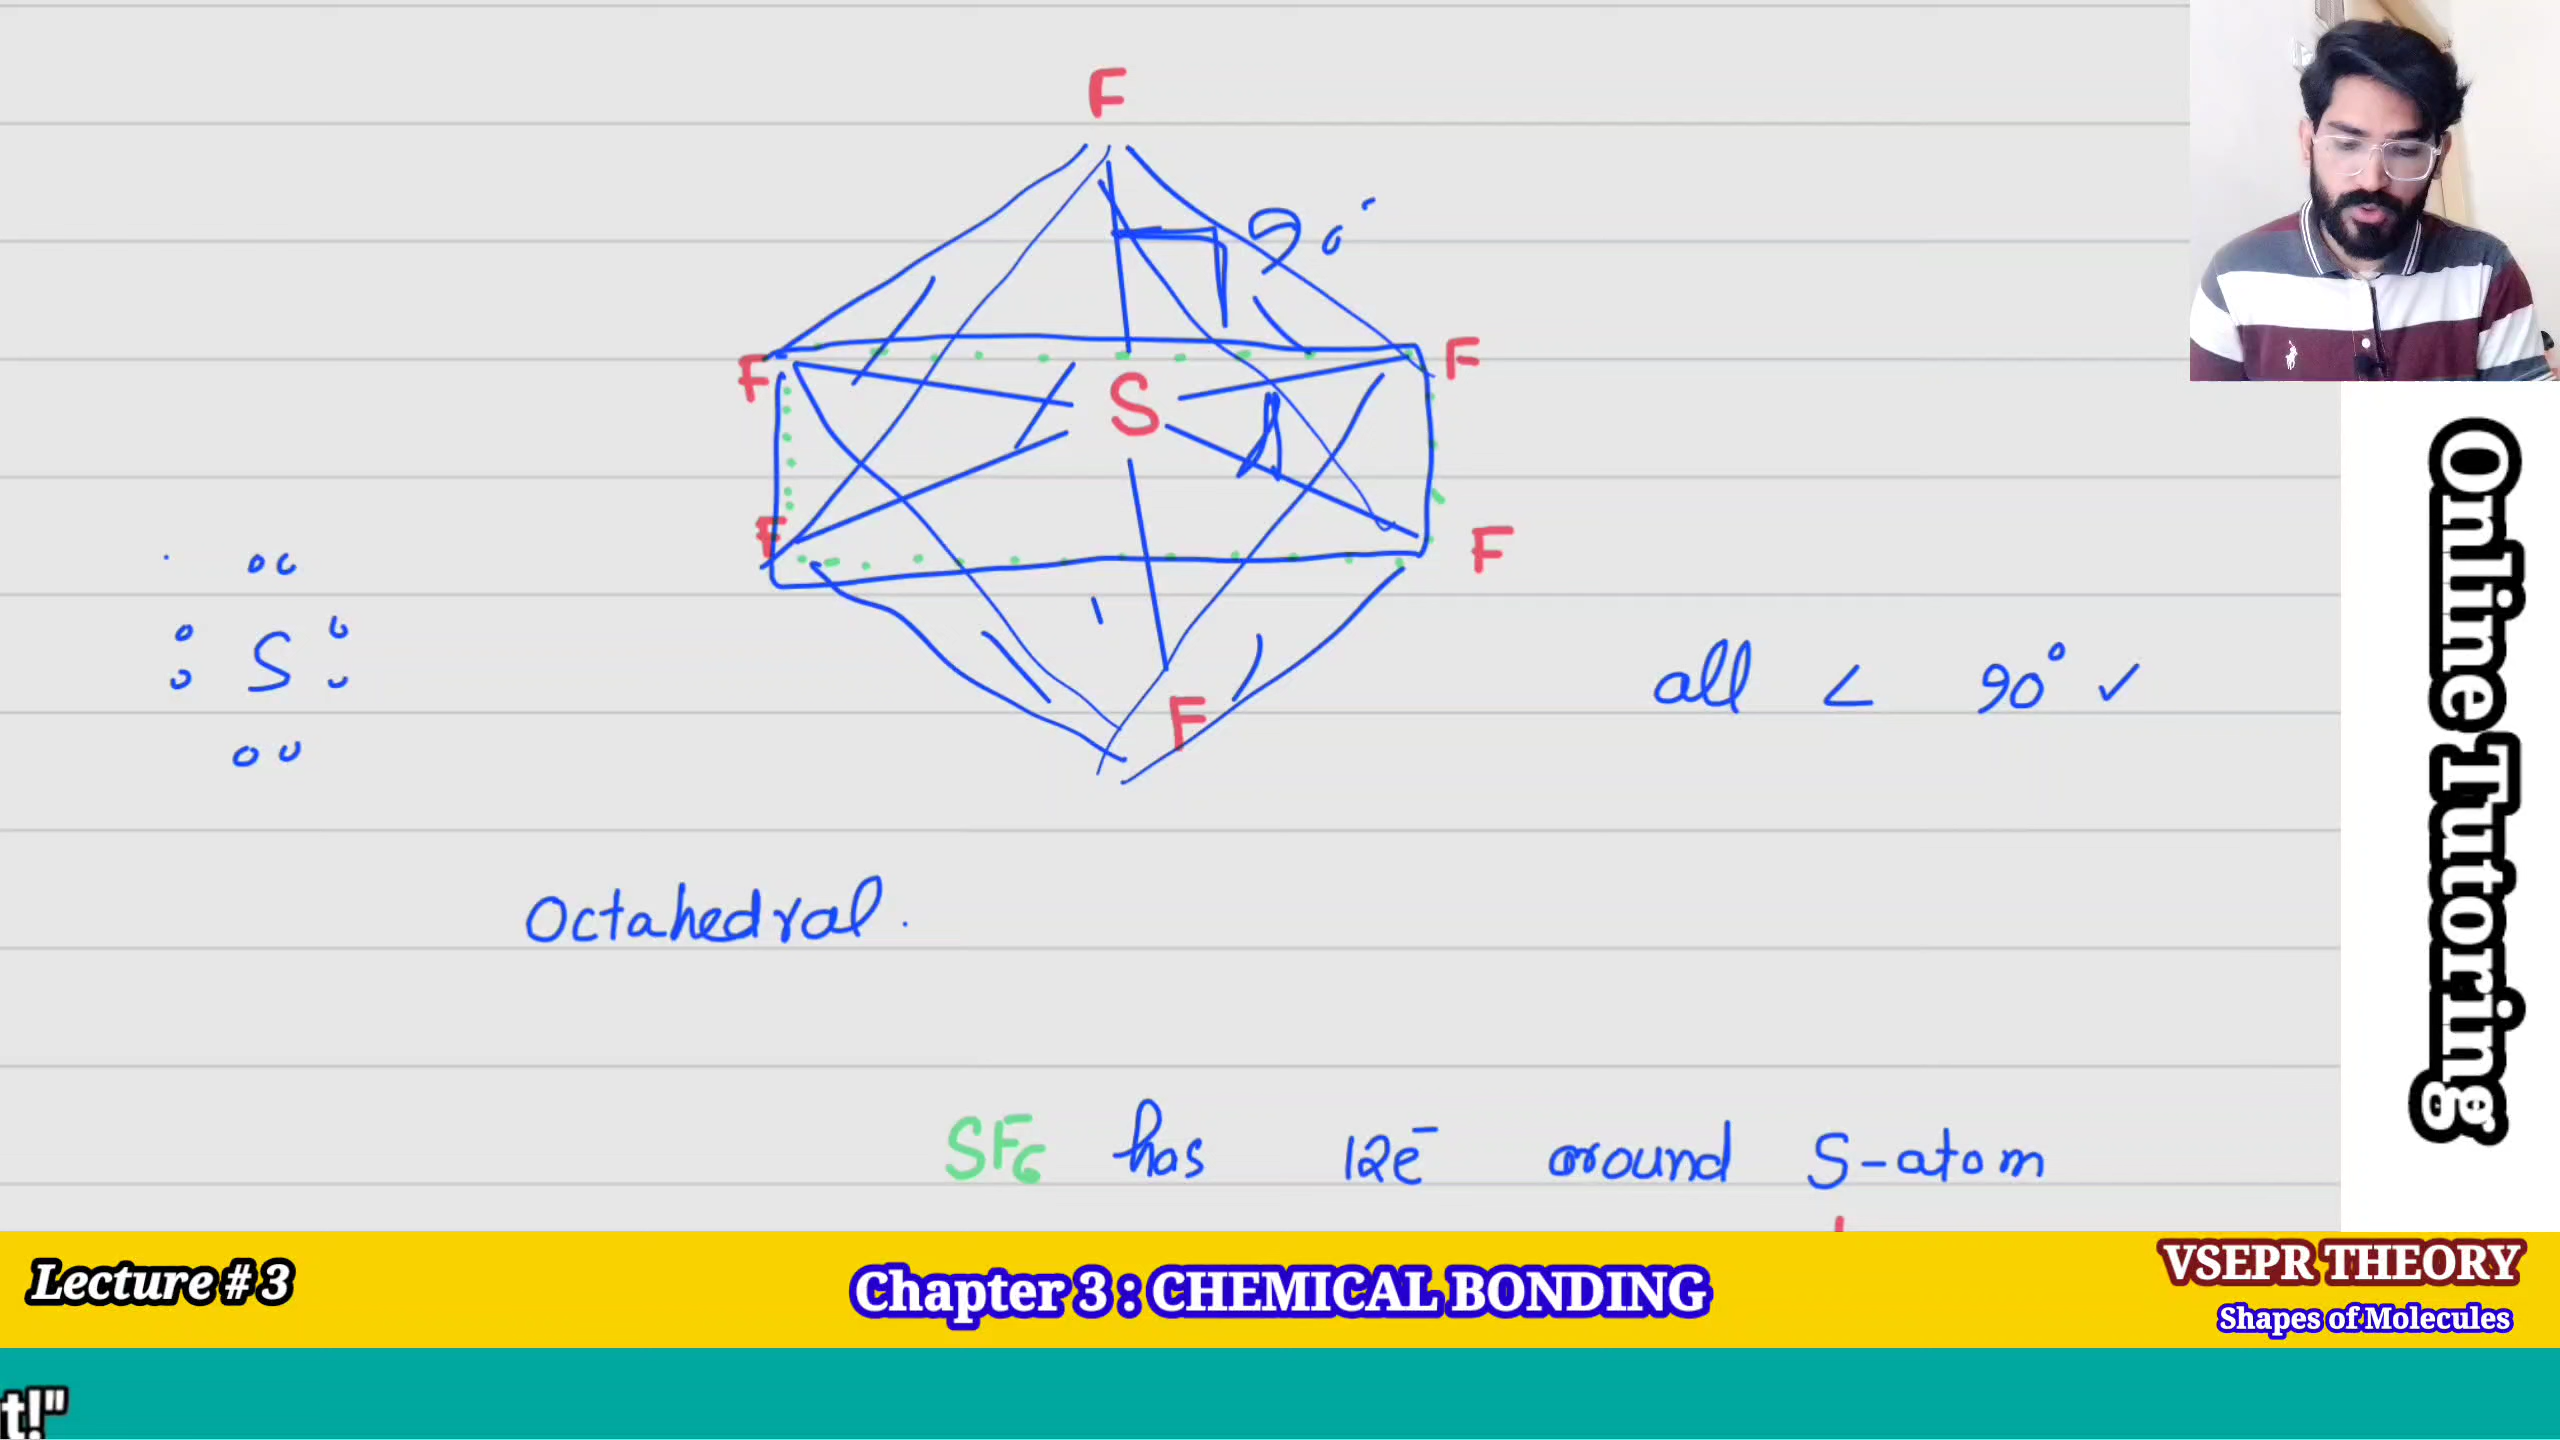 F
90°
F
F
S
F
F
S
F
all < 90° ✓
Octahedral.
SF6 has 12e⁻ around S-atom
Online Tutoring
Lecture # 3
Chapter 3 : CHEMICAL BONDING
VSEPR THEORY
Shapes of Molecules
t!"